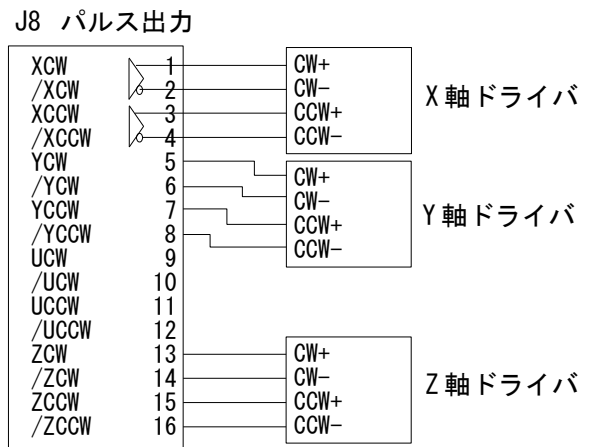 J8 パルス出力
XCW 1
/XCW 2
XCCW 3
/XCCW 4
YCW 5
/YCW 6
YCCW 7
/YCCW 8
UCW 9
/UCW 10
UCCW 11
/UCCW 12
ZCW 13
/ZCW 14
ZCCW 15
/ZCCW 16
CW+
CW-
CCW+
CCW-
X軸ドライバ
CW+
CW-
CCW+
CCW-
Y軸ドライバ
CW+
CW-
CCW+
CCW-
Z軸ドライバ